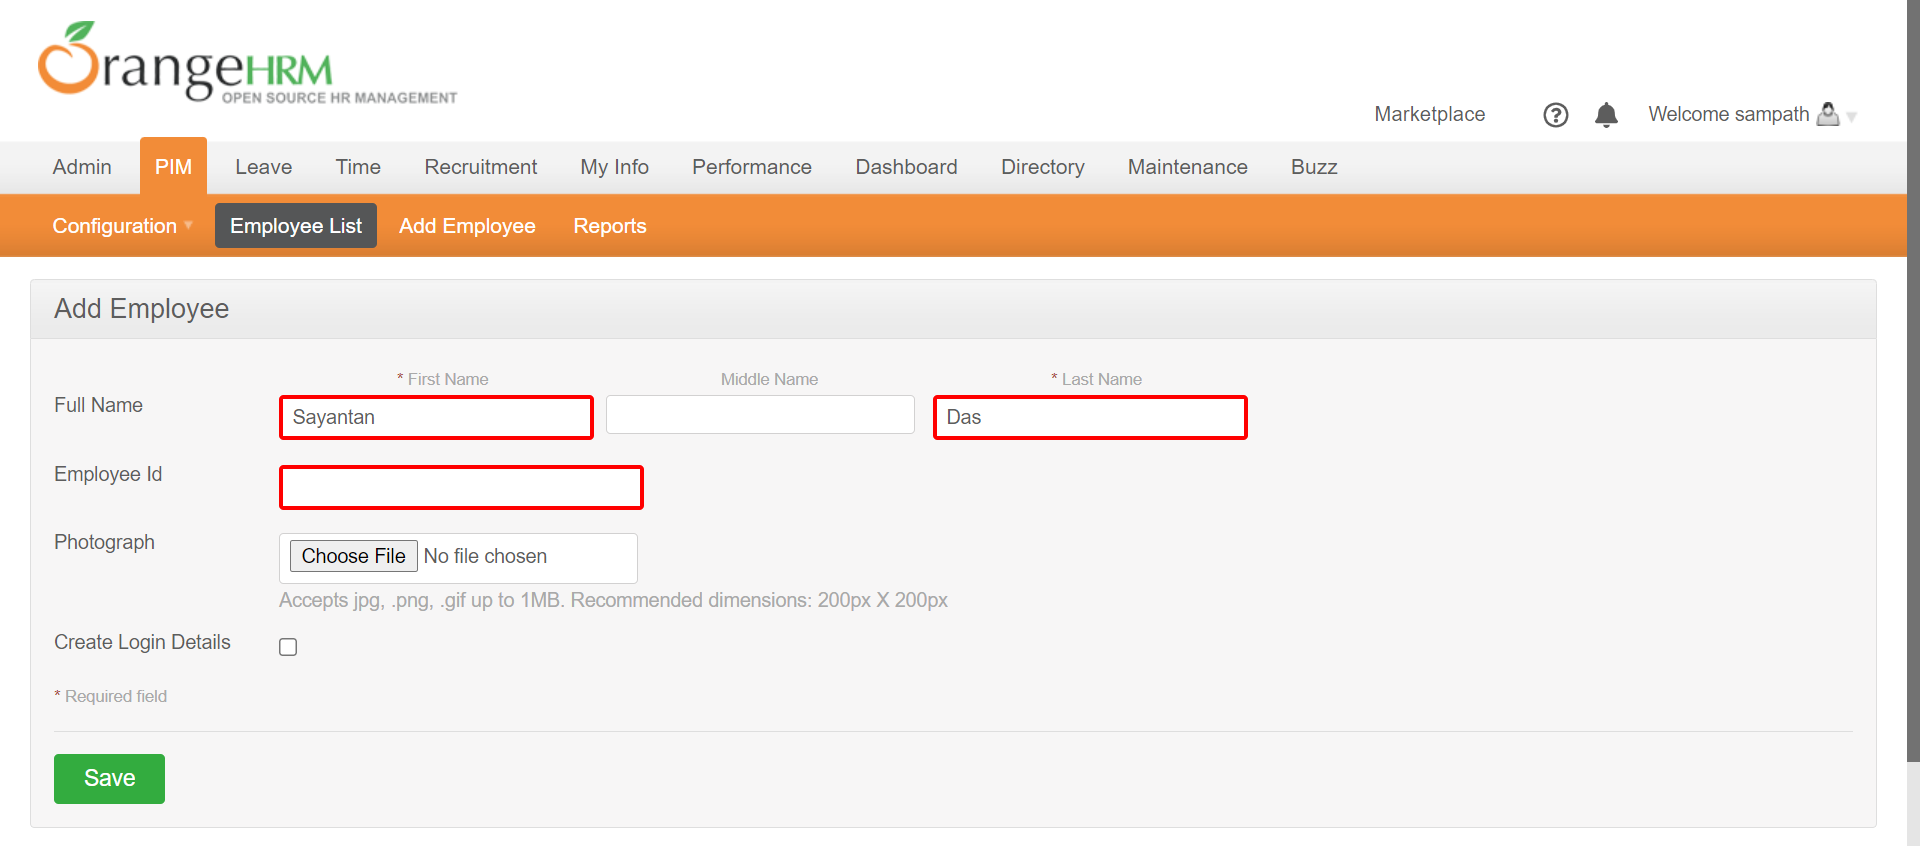 OrangeHRM
OPEN SOURCE HR MANAGEMENT
Marketplace ? Welcome sampath
Admin PIM Leave Time Recruitment My Info Performance Dashboard Directory Maintenance Buzz
Configuration Employee List Add Employee Reports
Add Employee
* First Name Middle Name * Last Name
Full Name Sayantan Das
Employee Id
Photograph Choose File No file chosen
Accepts jpg, .png, .gif up to 1MB. Recommended dimensions: 200px X 200px
Create Login Details
* Required field
Save